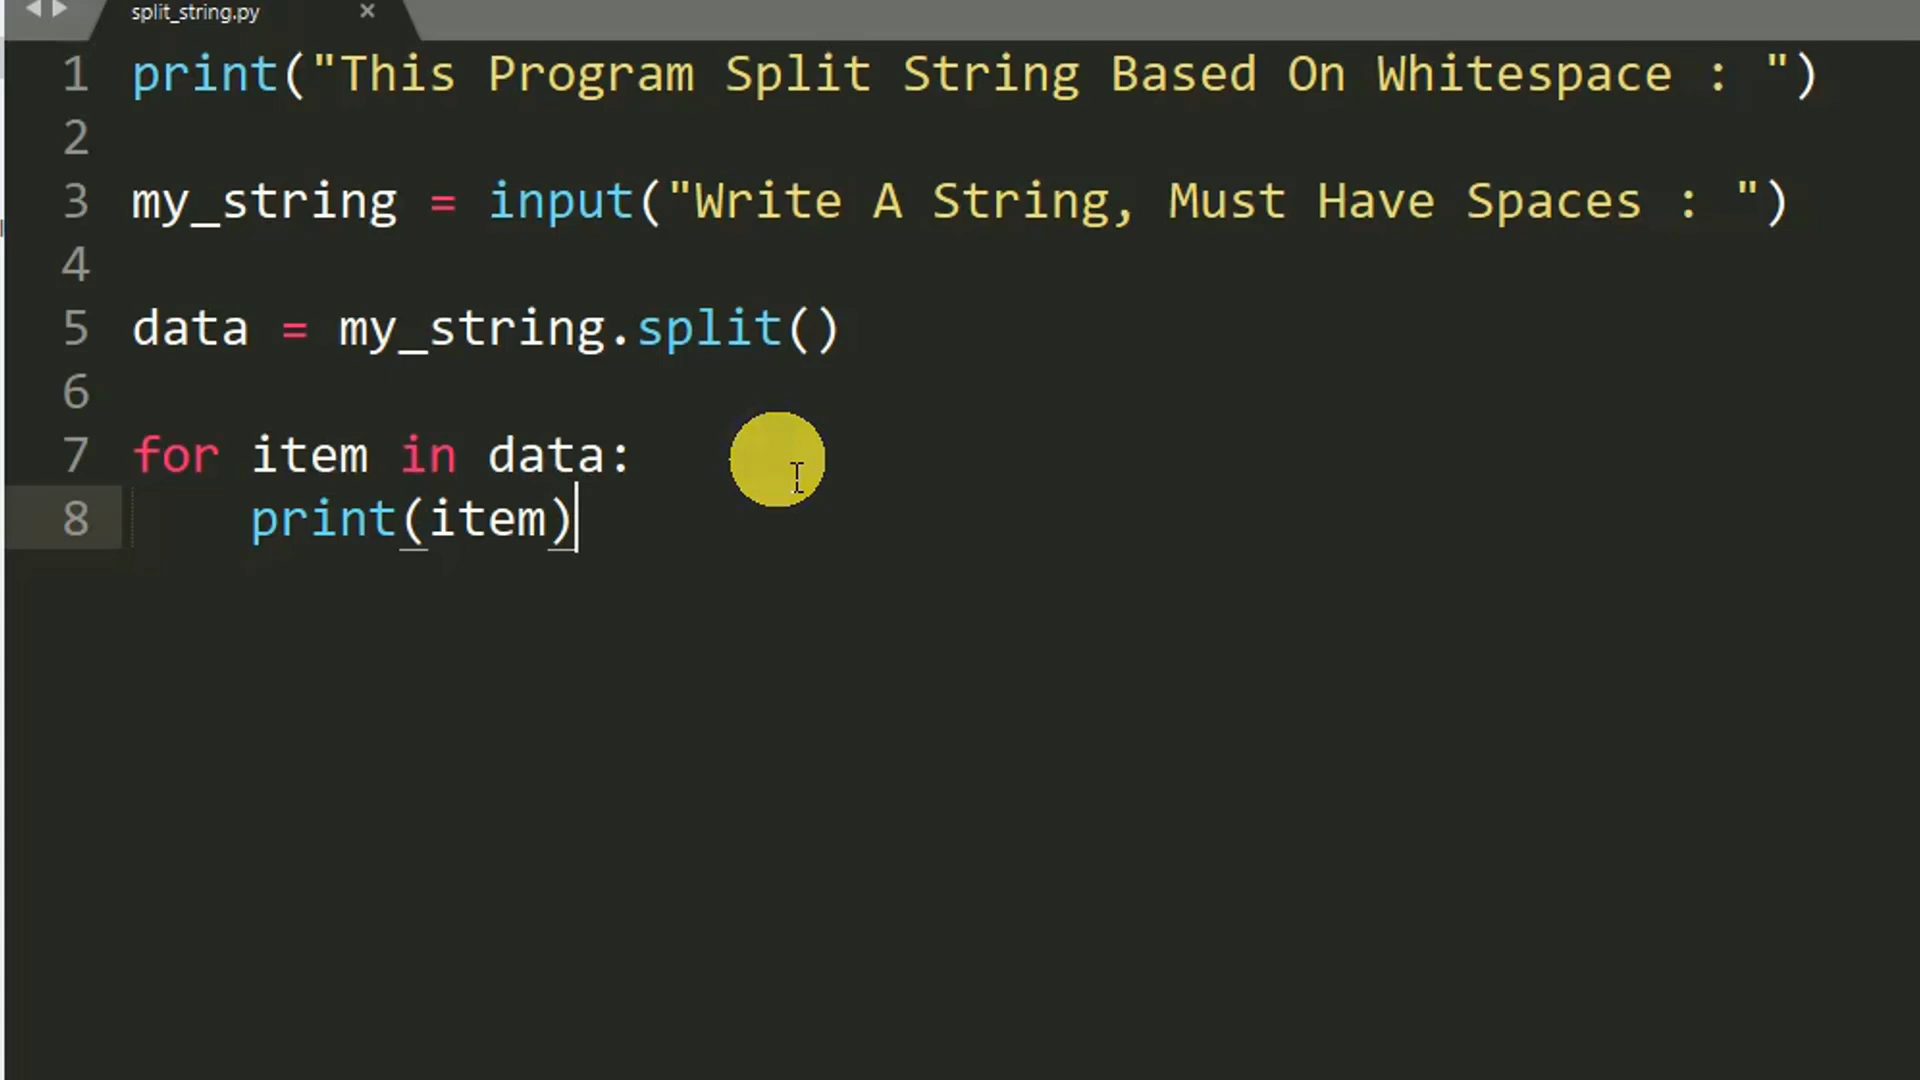 split_string.py ×
1 print("This Program Split String Based On Whitespace : ")
2
3 my_string = input("Write A String, Must Have Spaces : ")
4
5 data = my_string.split()
6
7 for item in data:
8     print(item)